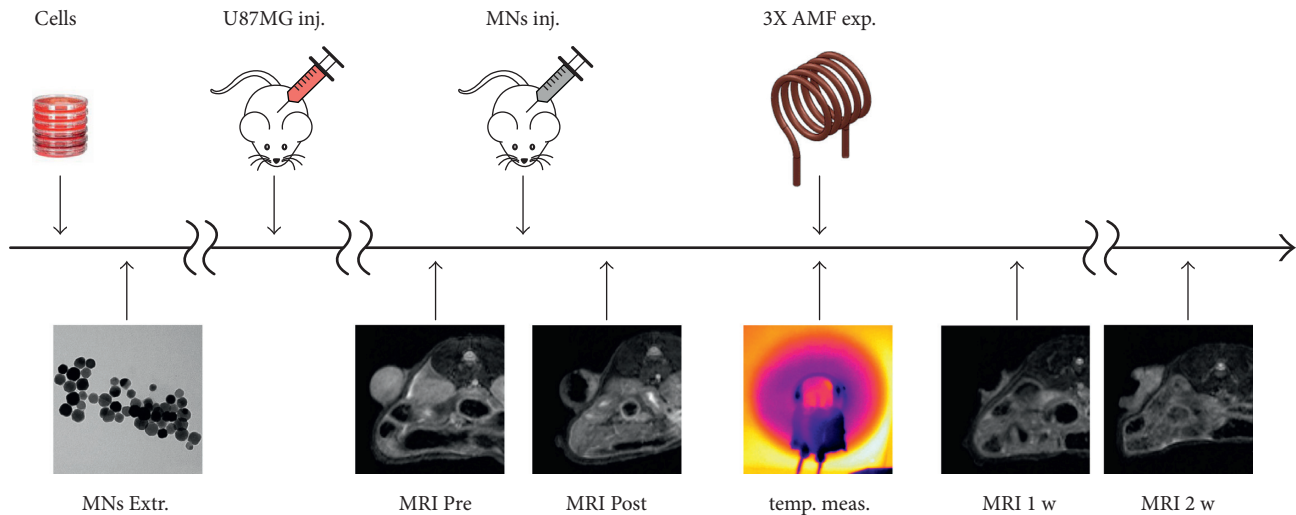 Cells
U87MG inj.
MNs inj.
3X AMF exp.
MNs Extr.
MRI Pre
MRI Post
temp. meas.
MRI 1 w
MRI 2 w